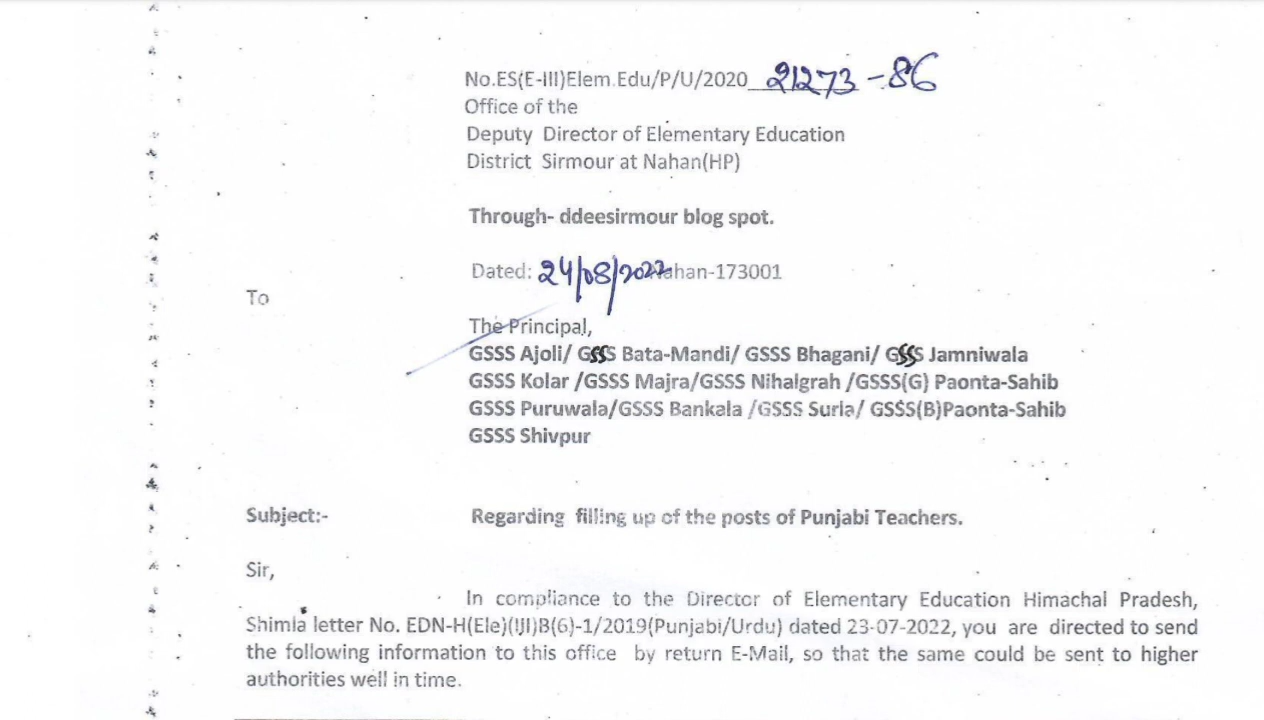 No.ES(E-III)Elem.Edu/P/U/2020 21273-86
Office of the
Deputy Director of Elementary Education
District Sirmour at Nahan(HP)
Through- ddeesirmour blog spot.
Dated: 24/08/2022 Nahan-173001
To
The Principal,
GSSS Ajoli/ GSSS Bata-Mandi/ GSSS Bhagani/ GSSS Jamniwala
GSSS Kolar /GSSS Majra/GSSS Nihalgrah /GSSS(G) Paonta-Sahib
GSSS Puruwala/GSSS Bankala /GSSS Surla/ GSSS(B)Paonta-Sahib
GSSS Shivpur
Subject:- Regarding filling up of the posts of Punjabi Teachers.
Sir,
In compliance to the Director of Elementary Education Himachal Pradesh,
Shimla letter No. EDN-H(Ele)(III)B(6)-1/2019(Punjabi/Urdu) dated 23-07-2022, you are directed to send
the following information to this office by return E-Mail, so that the same could be sent to higher
authorities well in time.